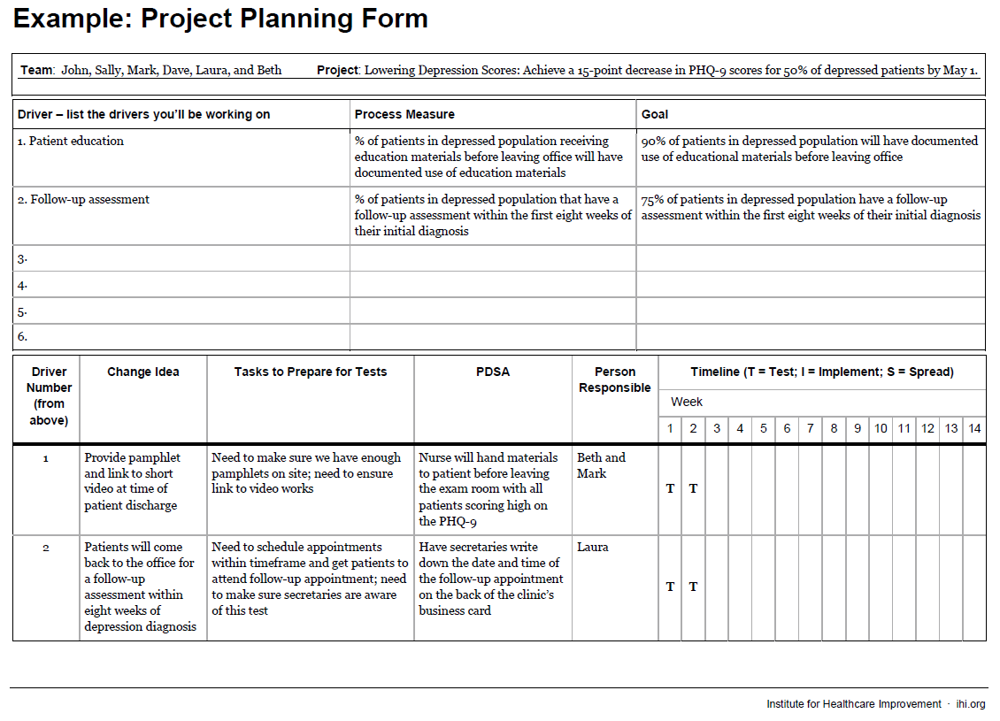 Example: Project Planning Form
Team: John, Sally, Mark, Dave, Laura, and Beth Project: Lowering Depression Scores: Achieve a 15-point decrease in PHQ-9 scores for 50% of depressed patients by May 1.
Driver – list the drivers you'll be working on
Process Measure
Goal
1. Patient education
% of patients in depressed population receiving
education materials before leaving office will have
documented use of education materials
90% of patients in depressed population will have documented
use of educational materials before leaving office
2. Follow-up assessment
% of patients in depressed population that have a
follow-up assessment within the first eight weeks of
their initial diagnosis
75% of patients in depressed population have a follow-up
assessment within the first eight weeks of their initial diagnosis
3.
4.
5.
6.
Driver
Number
(from
above)
Change Idea
Tasks to Prepare for Tests
PDSA
Person
Responsible
Timeline (T = Test; I = Implement; S = Spread)
Week
1 2 3 4 5 6 7 8 9 10 11 12 13 14
1
Provide pamphlet
and link to short
video at time of
patient discharge
Need to make sure we have enough
pamphlets on site; need to ensure
link to video works
Nurse will hand materials
to patient before leaving
the exam room with all
patients scoring high on
the PHQ-9
Beth and
Mark
T T
2
Patients will come
back to the office for
a follow-up
assessment within
eight weeks of
depression diagnosis
Need to schedule appointments
within timeframe and get patients to
attend follow-up appointment; need
to make sure secretaries are aware
of this test
Have secretaries write
down the date and time of
the follow-up appointment
on the back of the clinic's
business card
Laura
T T
Institute for Healthcare Improvement · ihi.org